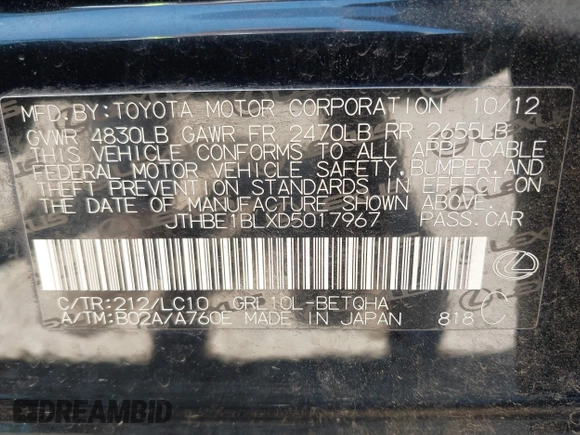 MFD.BY:TOYOTA MOTOR CORPORATION 10/12
GVWR 4830LB GAWR FR 2470LB RR 2655LB
THIS VEHICLE CONFORMS TO ALL APPLICABLE
FEDERAL MOTOR VEHICLE SAFETY,BUMPER,AND
THEFT PREVENTION STANDARDS IN EFFECT ON
THE DATE OF MANUFACTURE SHOWN ABOVE.
JTHBE1BLXD5017967 PASS.CAR
C/TR:212/LC10 GRL10L-BETQHA
A/TM:B02A/A760E MADE IN JAPAN 818 C
DREAMBID